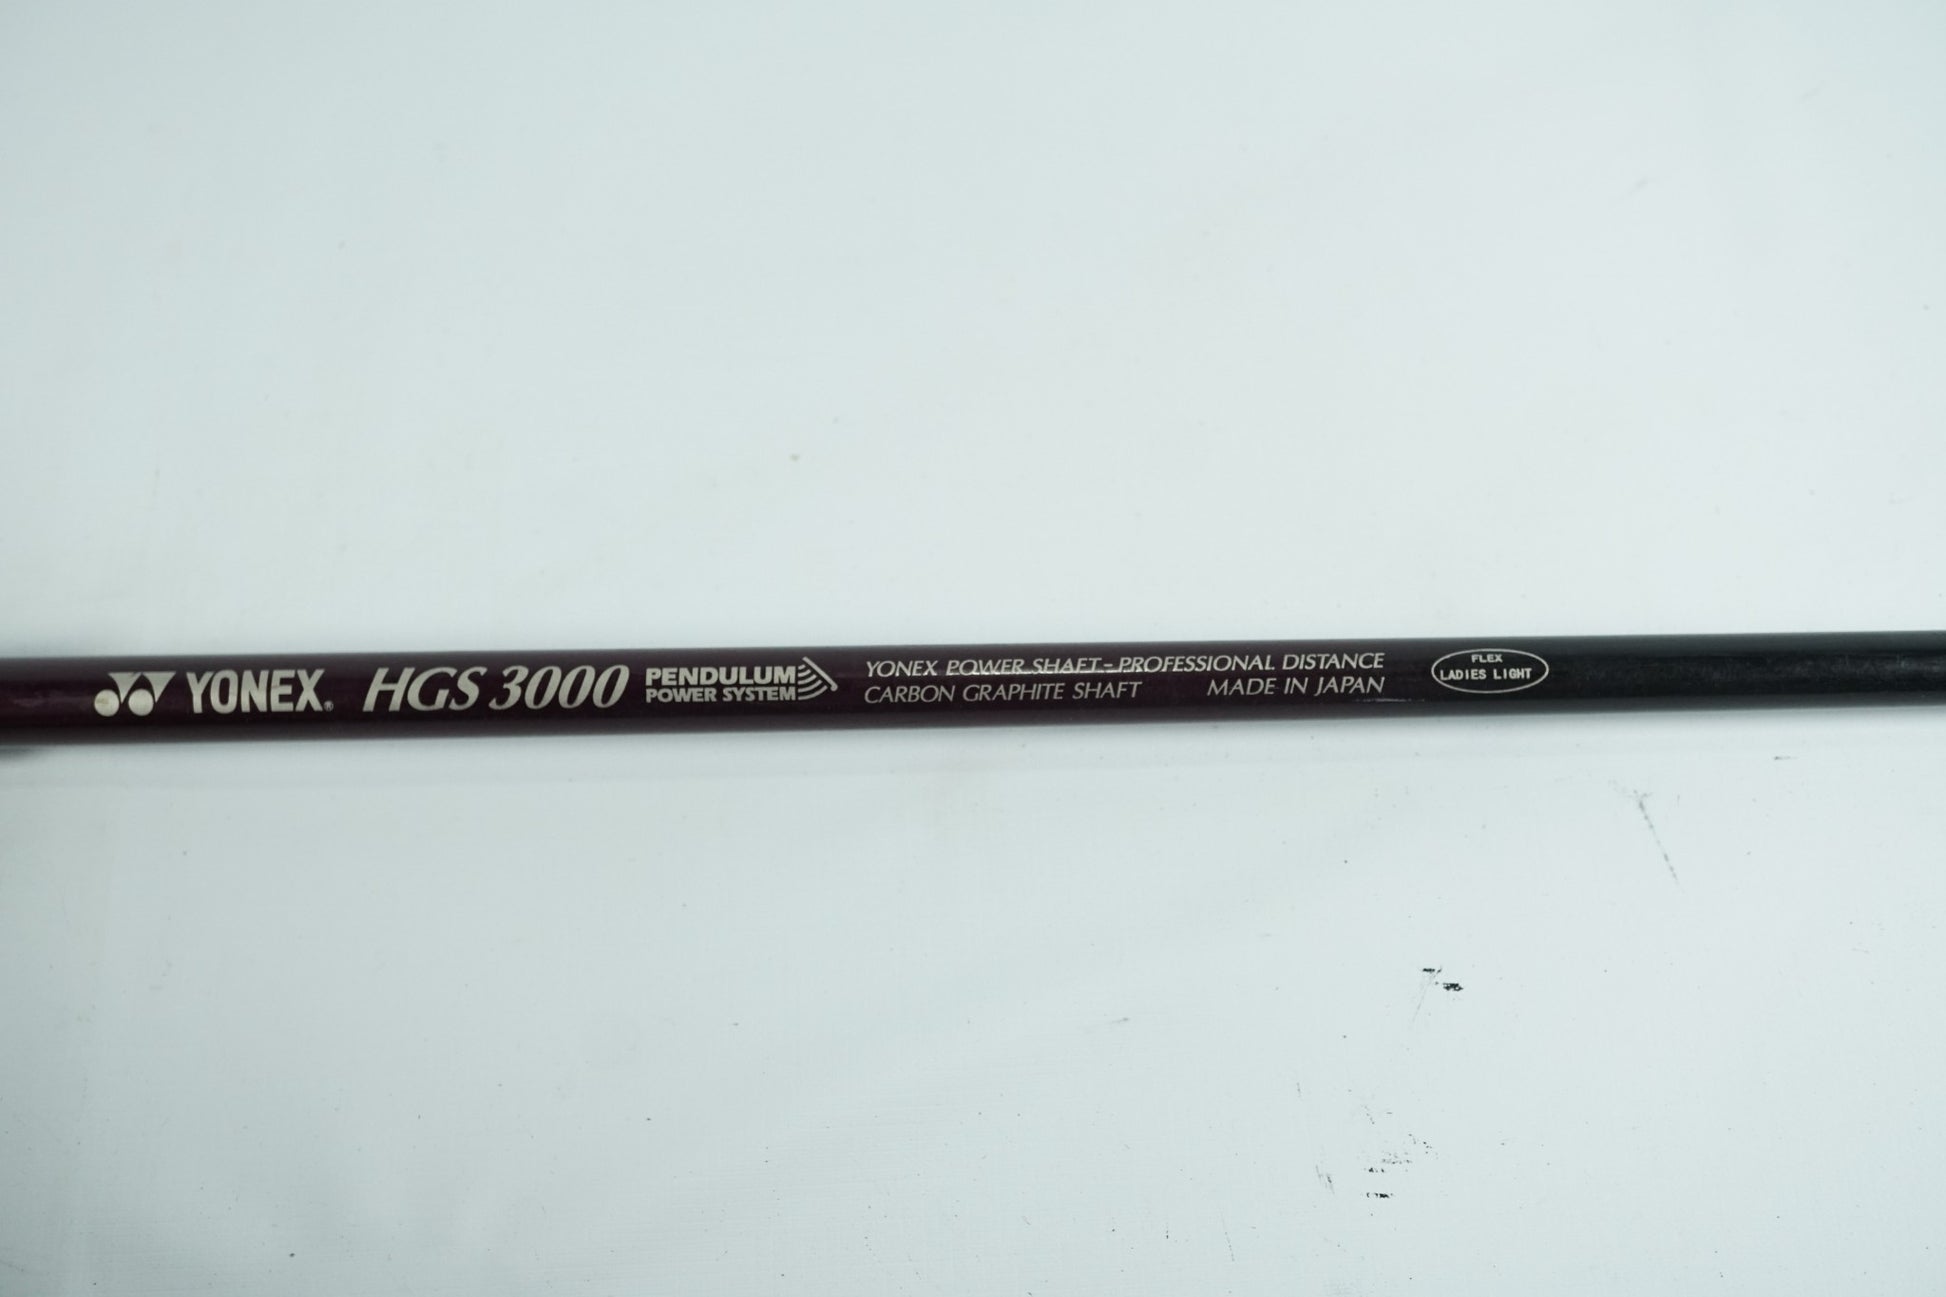 YONEX® HGS 3000
PENDULUM
POWER SYSTEM
YONEX POWER SHAFT-PROFESSIONAL DISTANCE
CARBON GRAPHITE SHAFT MADE IN JAPAN
FLEX
LADIES LIGHT